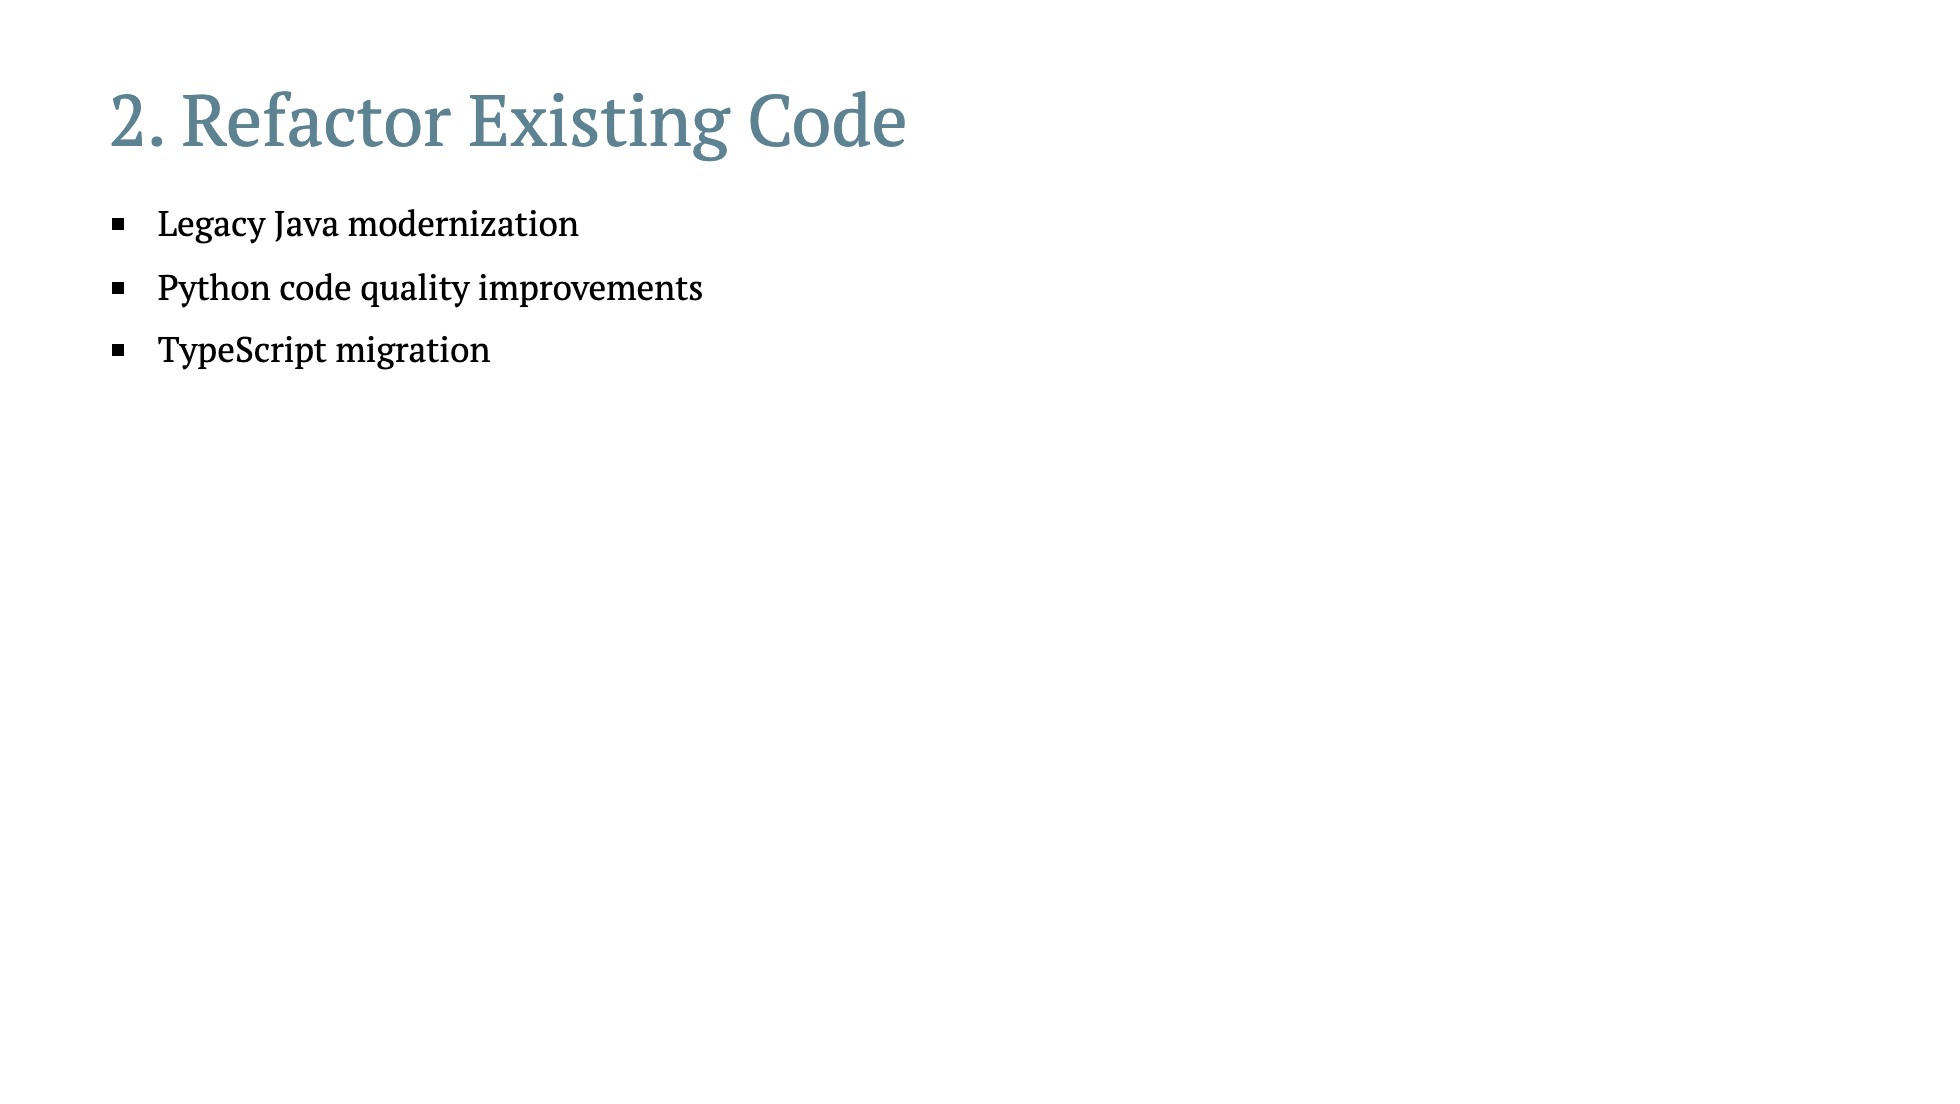 2. Refactor Existing Code
▪ Legacy Java modernization
▪ Python code quality improvements
▪ TypeScript migration